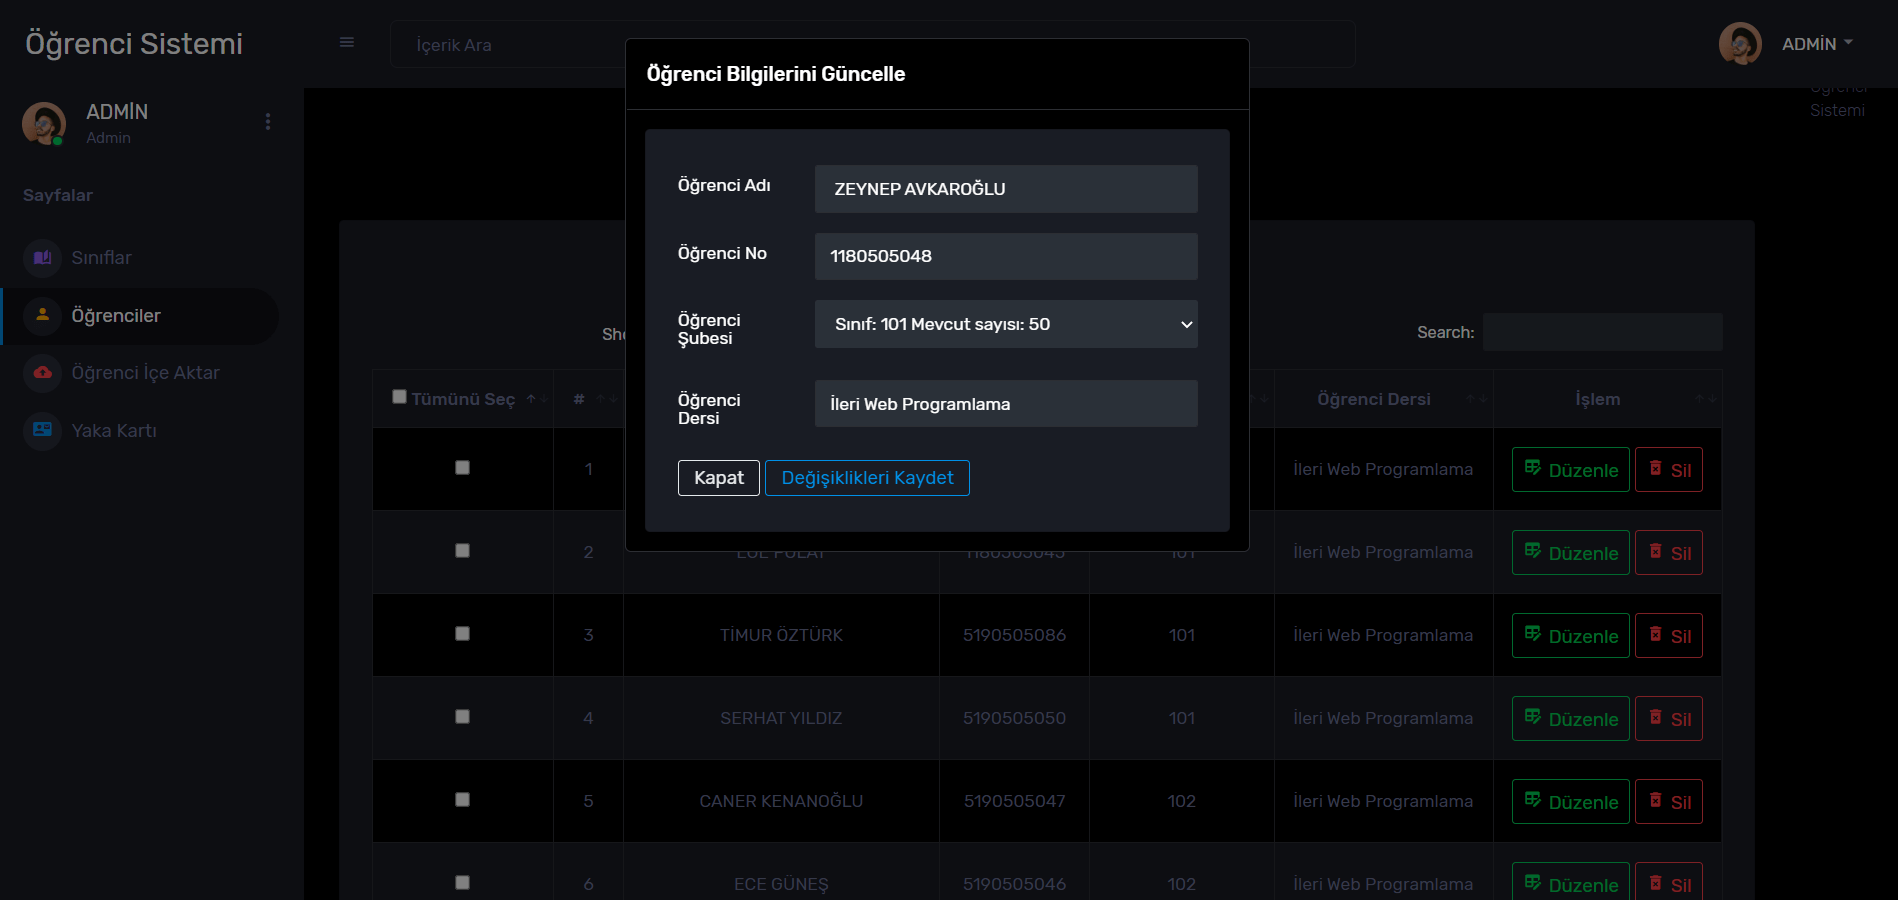 Öğrenci Sistemi
İçerik Ara
ADMİN
ADMİN
Admin
Sayfalar
Sınıflar
Öğrenciler
Öğrenci İçe Aktar
Yaka Kartı
Öğrenci
Sistemi
Öğrenci Bilgilerini Güncelle
Öğrenci Adı
ZEYNEP AVKAROĞLU
Öğrenci No
1180505048
Öğrenci
Şubesi
Sınıf: 101 Mevcut sayısı: 50
Öğrenci
Dersi
İleri Web Programlama
Kapat
Değişiklikleri Kaydet
Search:
Tümünü Seç # Öğrenci Dersi İşlem
1 İleri Web Programlama Düzenle Sil
2 İleri Web Programlama Düzenle Sil
3 TİMUR ÖZTÜRK 5190505086 101 İleri Web Programlama Düzenle Sil
4 SERHAT YILDIZ 5190505050 101 İleri Web Programlama Düzenle Sil
5 CANER KENANOĞLU 5190505047 102 İleri Web Programlama Düzenle Sil
6 ECE GÜNEŞ 5190505046 102 İleri Web Programlama Düzenle Sil